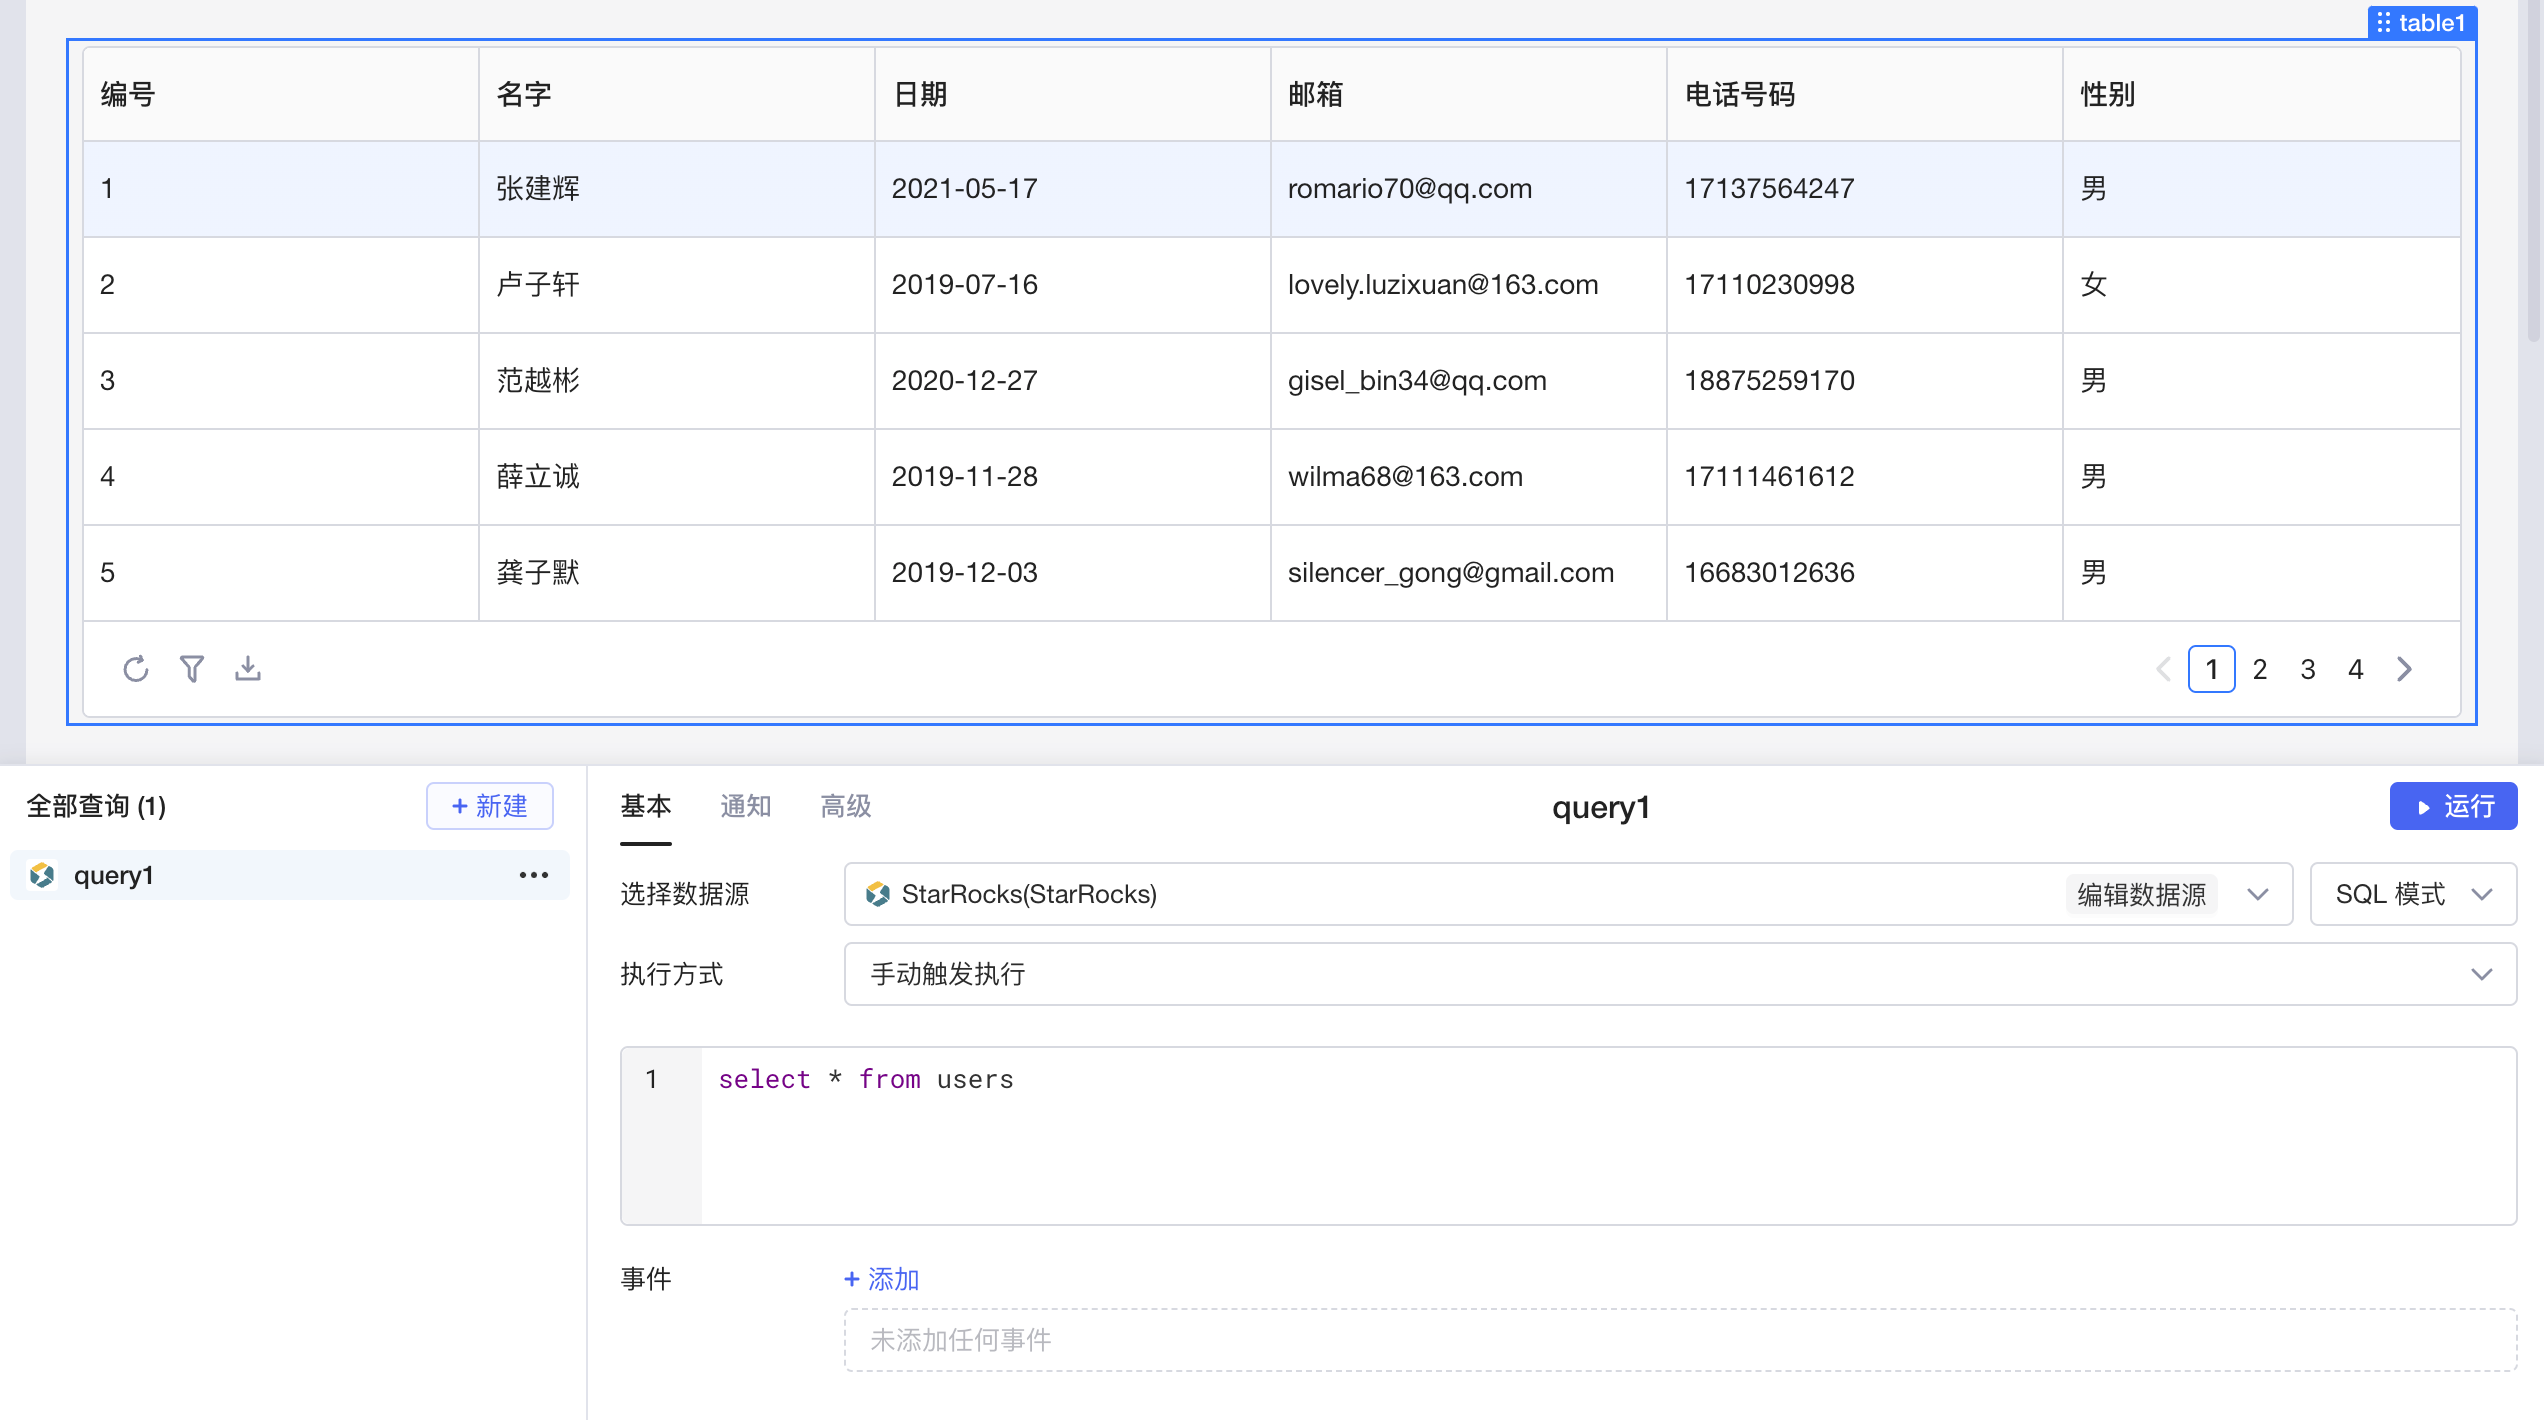 table1
编号 名字 日期 邮箱 电话号码 性别
1 张建辉 2021-05-17 romario70@qq.com 17137564247 男
2 卢子轩 2019-07-16 lovely.luzixuan@163.com 17110230998 女
3 范越彬 2020-12-27 gisel_bin34@qq.com 18875259170 男
4 薛立诚 2019-11-28 wilma68@163.com 17111461612 男
5 龚子默 2019-12-03 silencer_gong@gmail.com 16683012636 男
1 2 3 4
全部查询 (1) + 新建
query1
基本 通知 高级 query1 运行
选择数据源 StarRocks(StarRocks) 编辑数据源 SQL 模式
执行方式 手动触发执行
1 select * from users
事件 + 添加
未添加任何事件